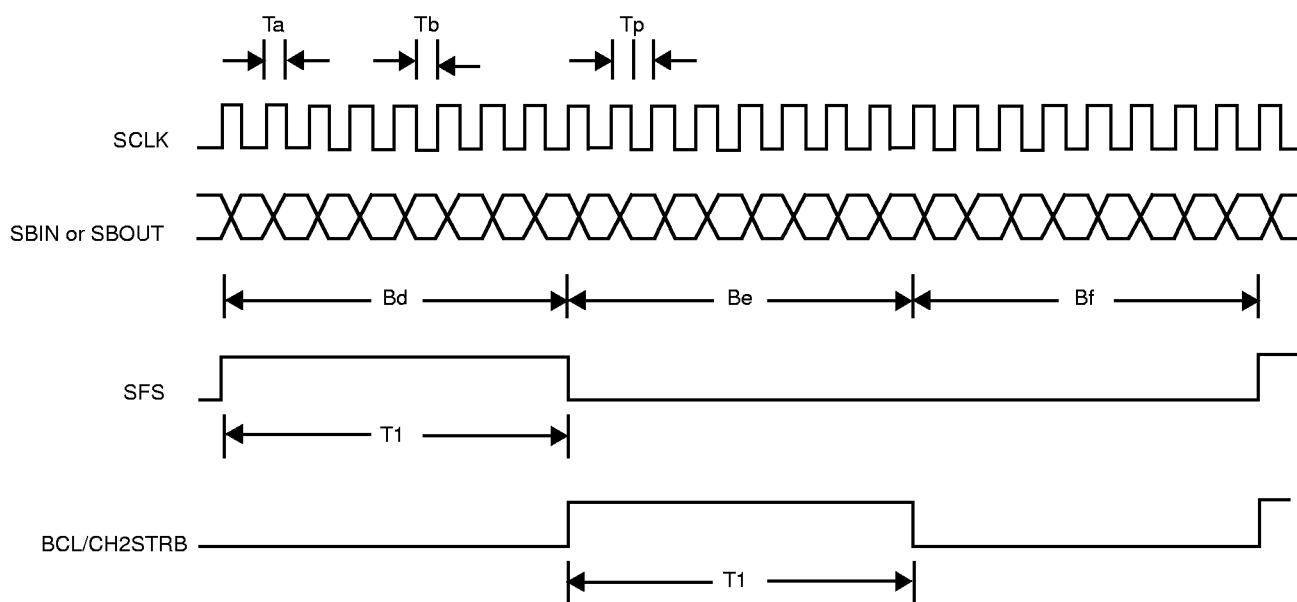 Ta Tb Tp
SCLK
SBIN or SBOUT
Bd Be Bf
SFS
T1
BCL/CH2STRB
T1